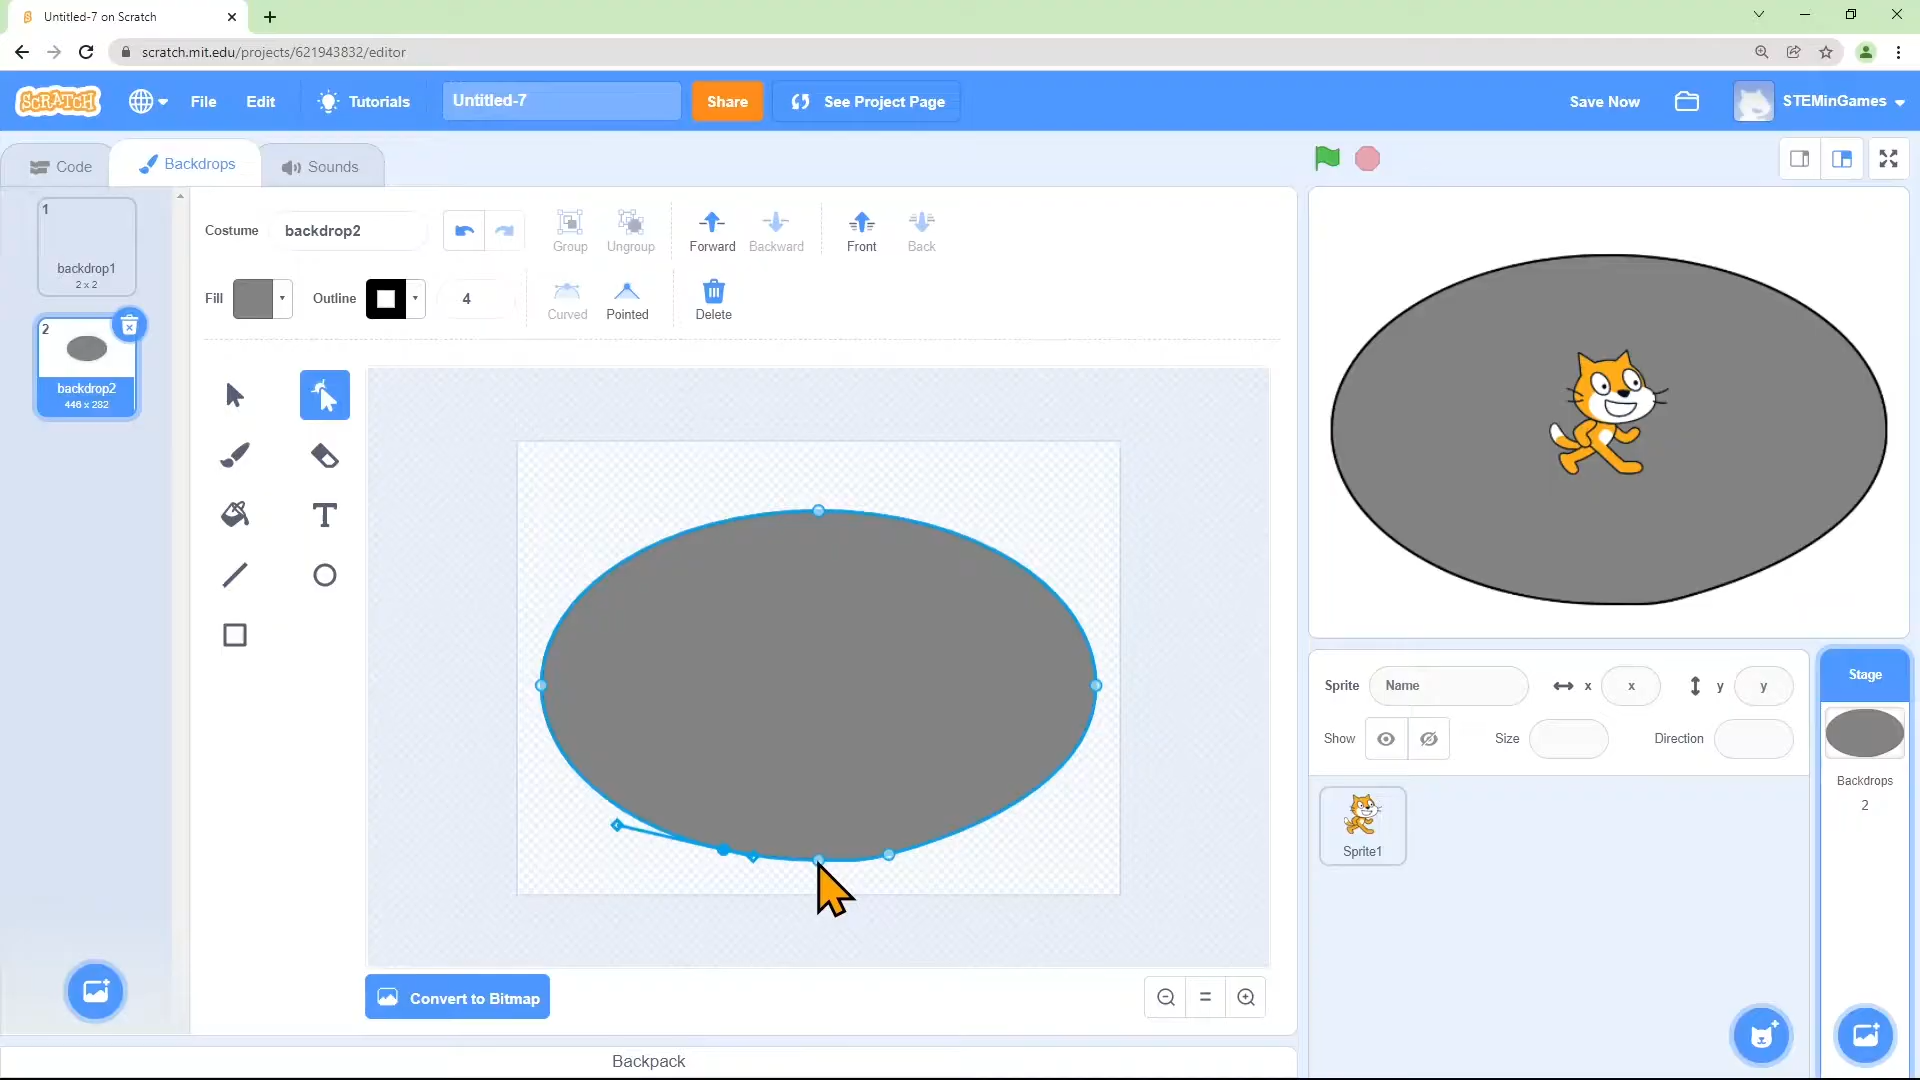 Untitled-7 on Scratch
scratch.mit.edu/projects/621943832/editor
SCRATCH
File
Edit
Tutorials
Untitled-7
Share
See Project Page
Save Now
STEMinGames
Code
Backdrops
Sounds
1
backdrop1
2 x 2
2
backdrop2
446 x 282
Costume
backdrop2
Group
Ungroup
Forward
Backward
Front
Back
Fill
Outline
4
Curved
Pointed
Delete
T
Convert to Bitmap
Backpack
Sprite
Name
x
x
y
y
Show
Size
Direction
Sprite1
Stage
Backdrops
2